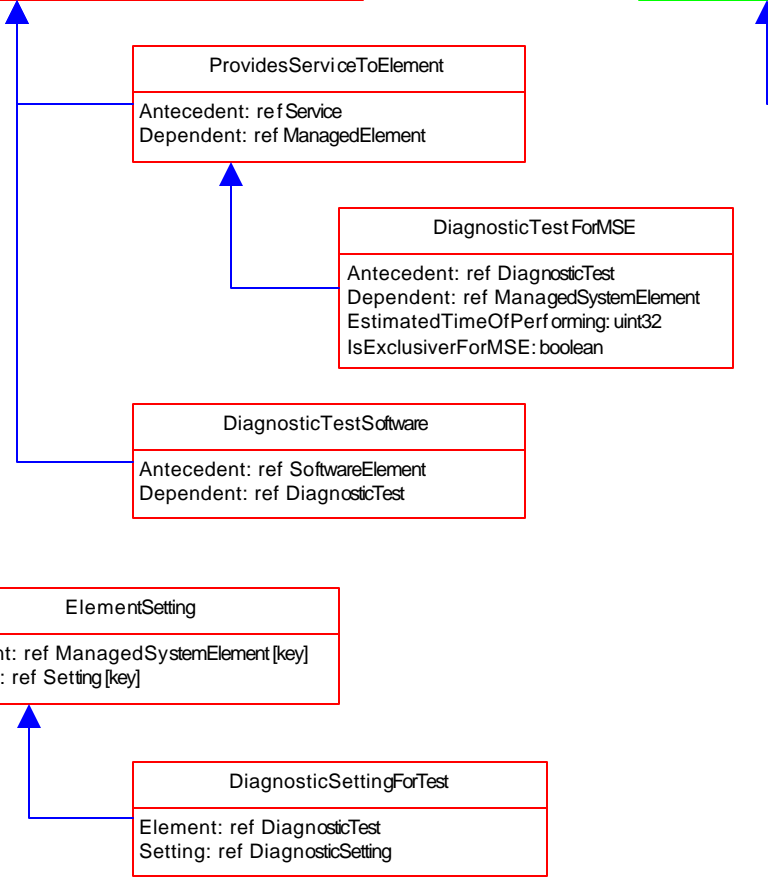 ProvidesServiceToElement
Antecedent: ref Service
Dependent: ref ManagedElement
DiagnosticTestForMSE
Antecedent: ref DiagnosticTest
Dependent: ref ManagedSystemElement
EstimatedTimeOfPerforming: uint32
IsExclusiverForMSE: boolean
DiagnosticTestSoftware
Antecedent: ref SoftwareElement
Dependent: ref DiagnosticTest
ElementSetting
nt: ref ManagedSystemElement [key]
: ref Setting [key]
DiagnosticSettingForTest
Element: ref DiagnosticTest
Setting: ref DiagnosticSetting